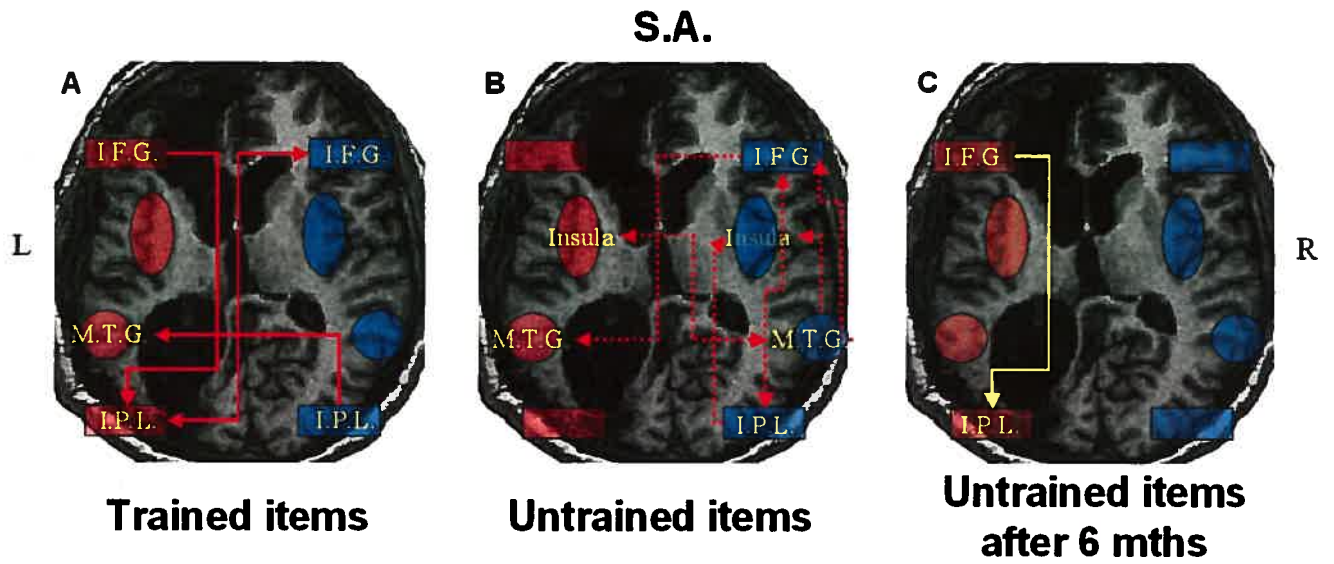 S.A.
A
B
C
I.F.G.
I.F.G.
I F G
I F G
L
Insula
Insula
R
M.T.G
M.T.G
M.T.G.
I.P.L.
I.P.L.
I.P.L.
I.P.L.
Trained items
Untrained items
Untrained items
after 6 mths